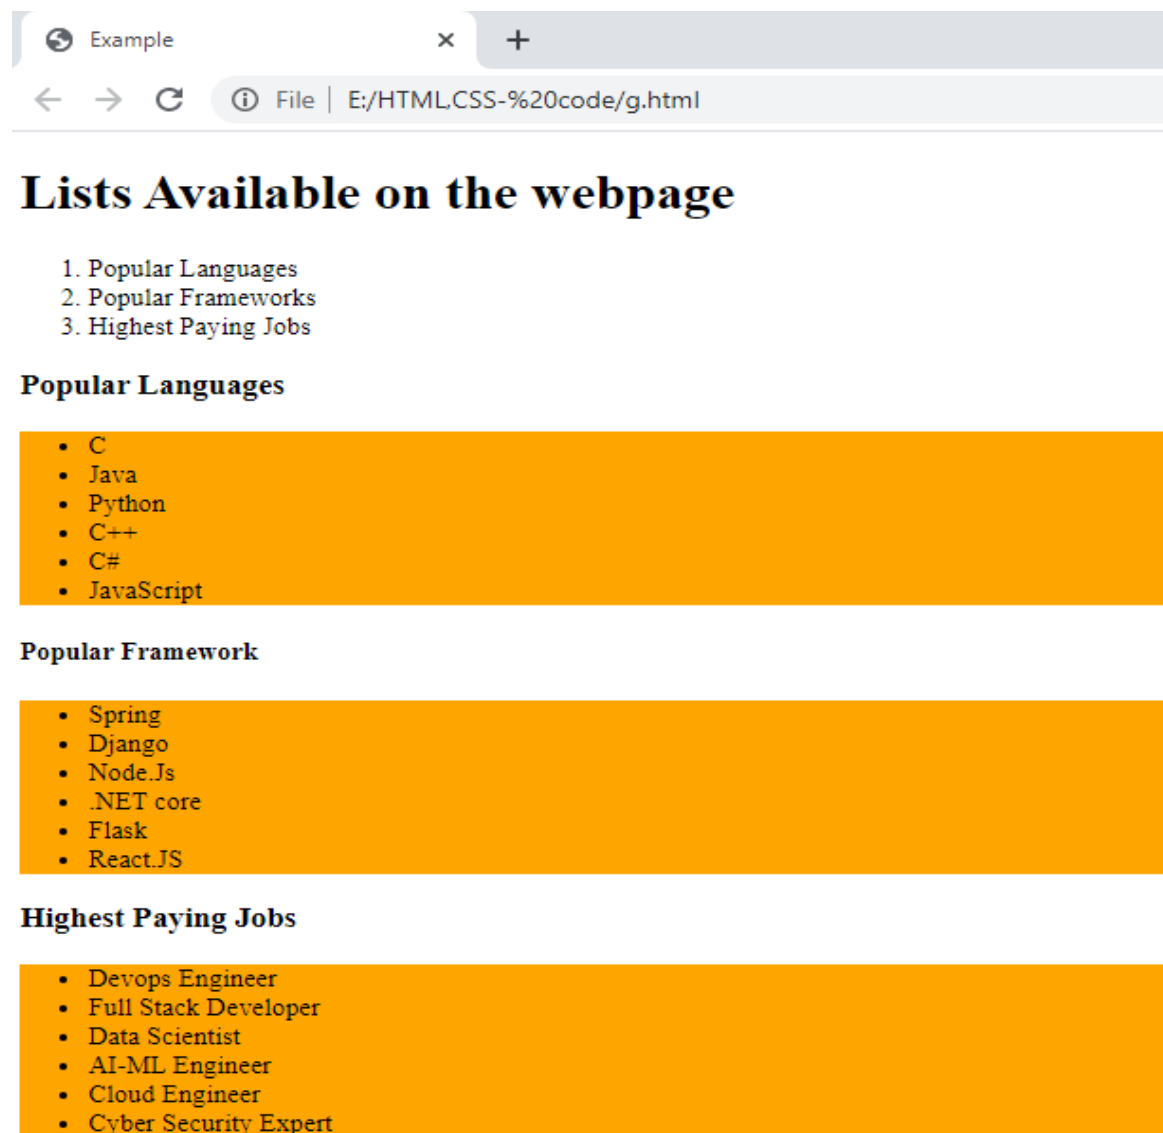 Example
File | E:/HTML,CSS-%20code/g.html
Lists Available on the webpage
1. Popular Languages
2. Popular Frameworks
3. Highest Paying Jobs
Popular Languages
• C
• Java
• Python
• C++
• C#
• JavaScript
Popular Framework
• Spring
• Django
• Node.Js
• .NET core
• Flask
• React.JS
Highest Paying Jobs
• Devops Engineer
• Full Stack Developer
• Data Scientist
• AI-ML Engineer
• Cloud Engineer
• Cyber Security Expert